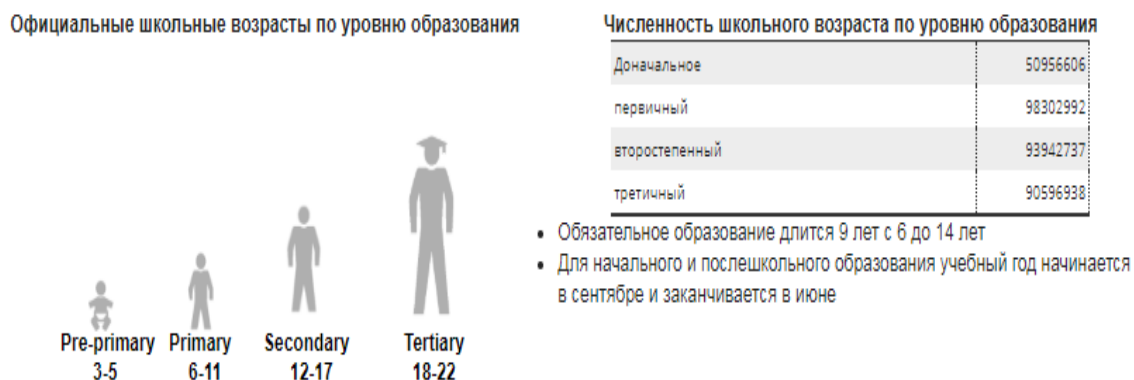 Официальные школьные возрасты по уровню образования
Pre-primary Primary Secondary Tertiary
3-5 6-11 12-17 18-22
Численность школьного возраста по уровню образования
Доначальное 50956606
первичный 98302992
второстепенный 93942737
третичный 90596938
• Обязательное образование длится 9 лет с 6 до 14 лет
• Для начального и послешкольного образования учебный год начинается
в сентябре и заканчивается в июне